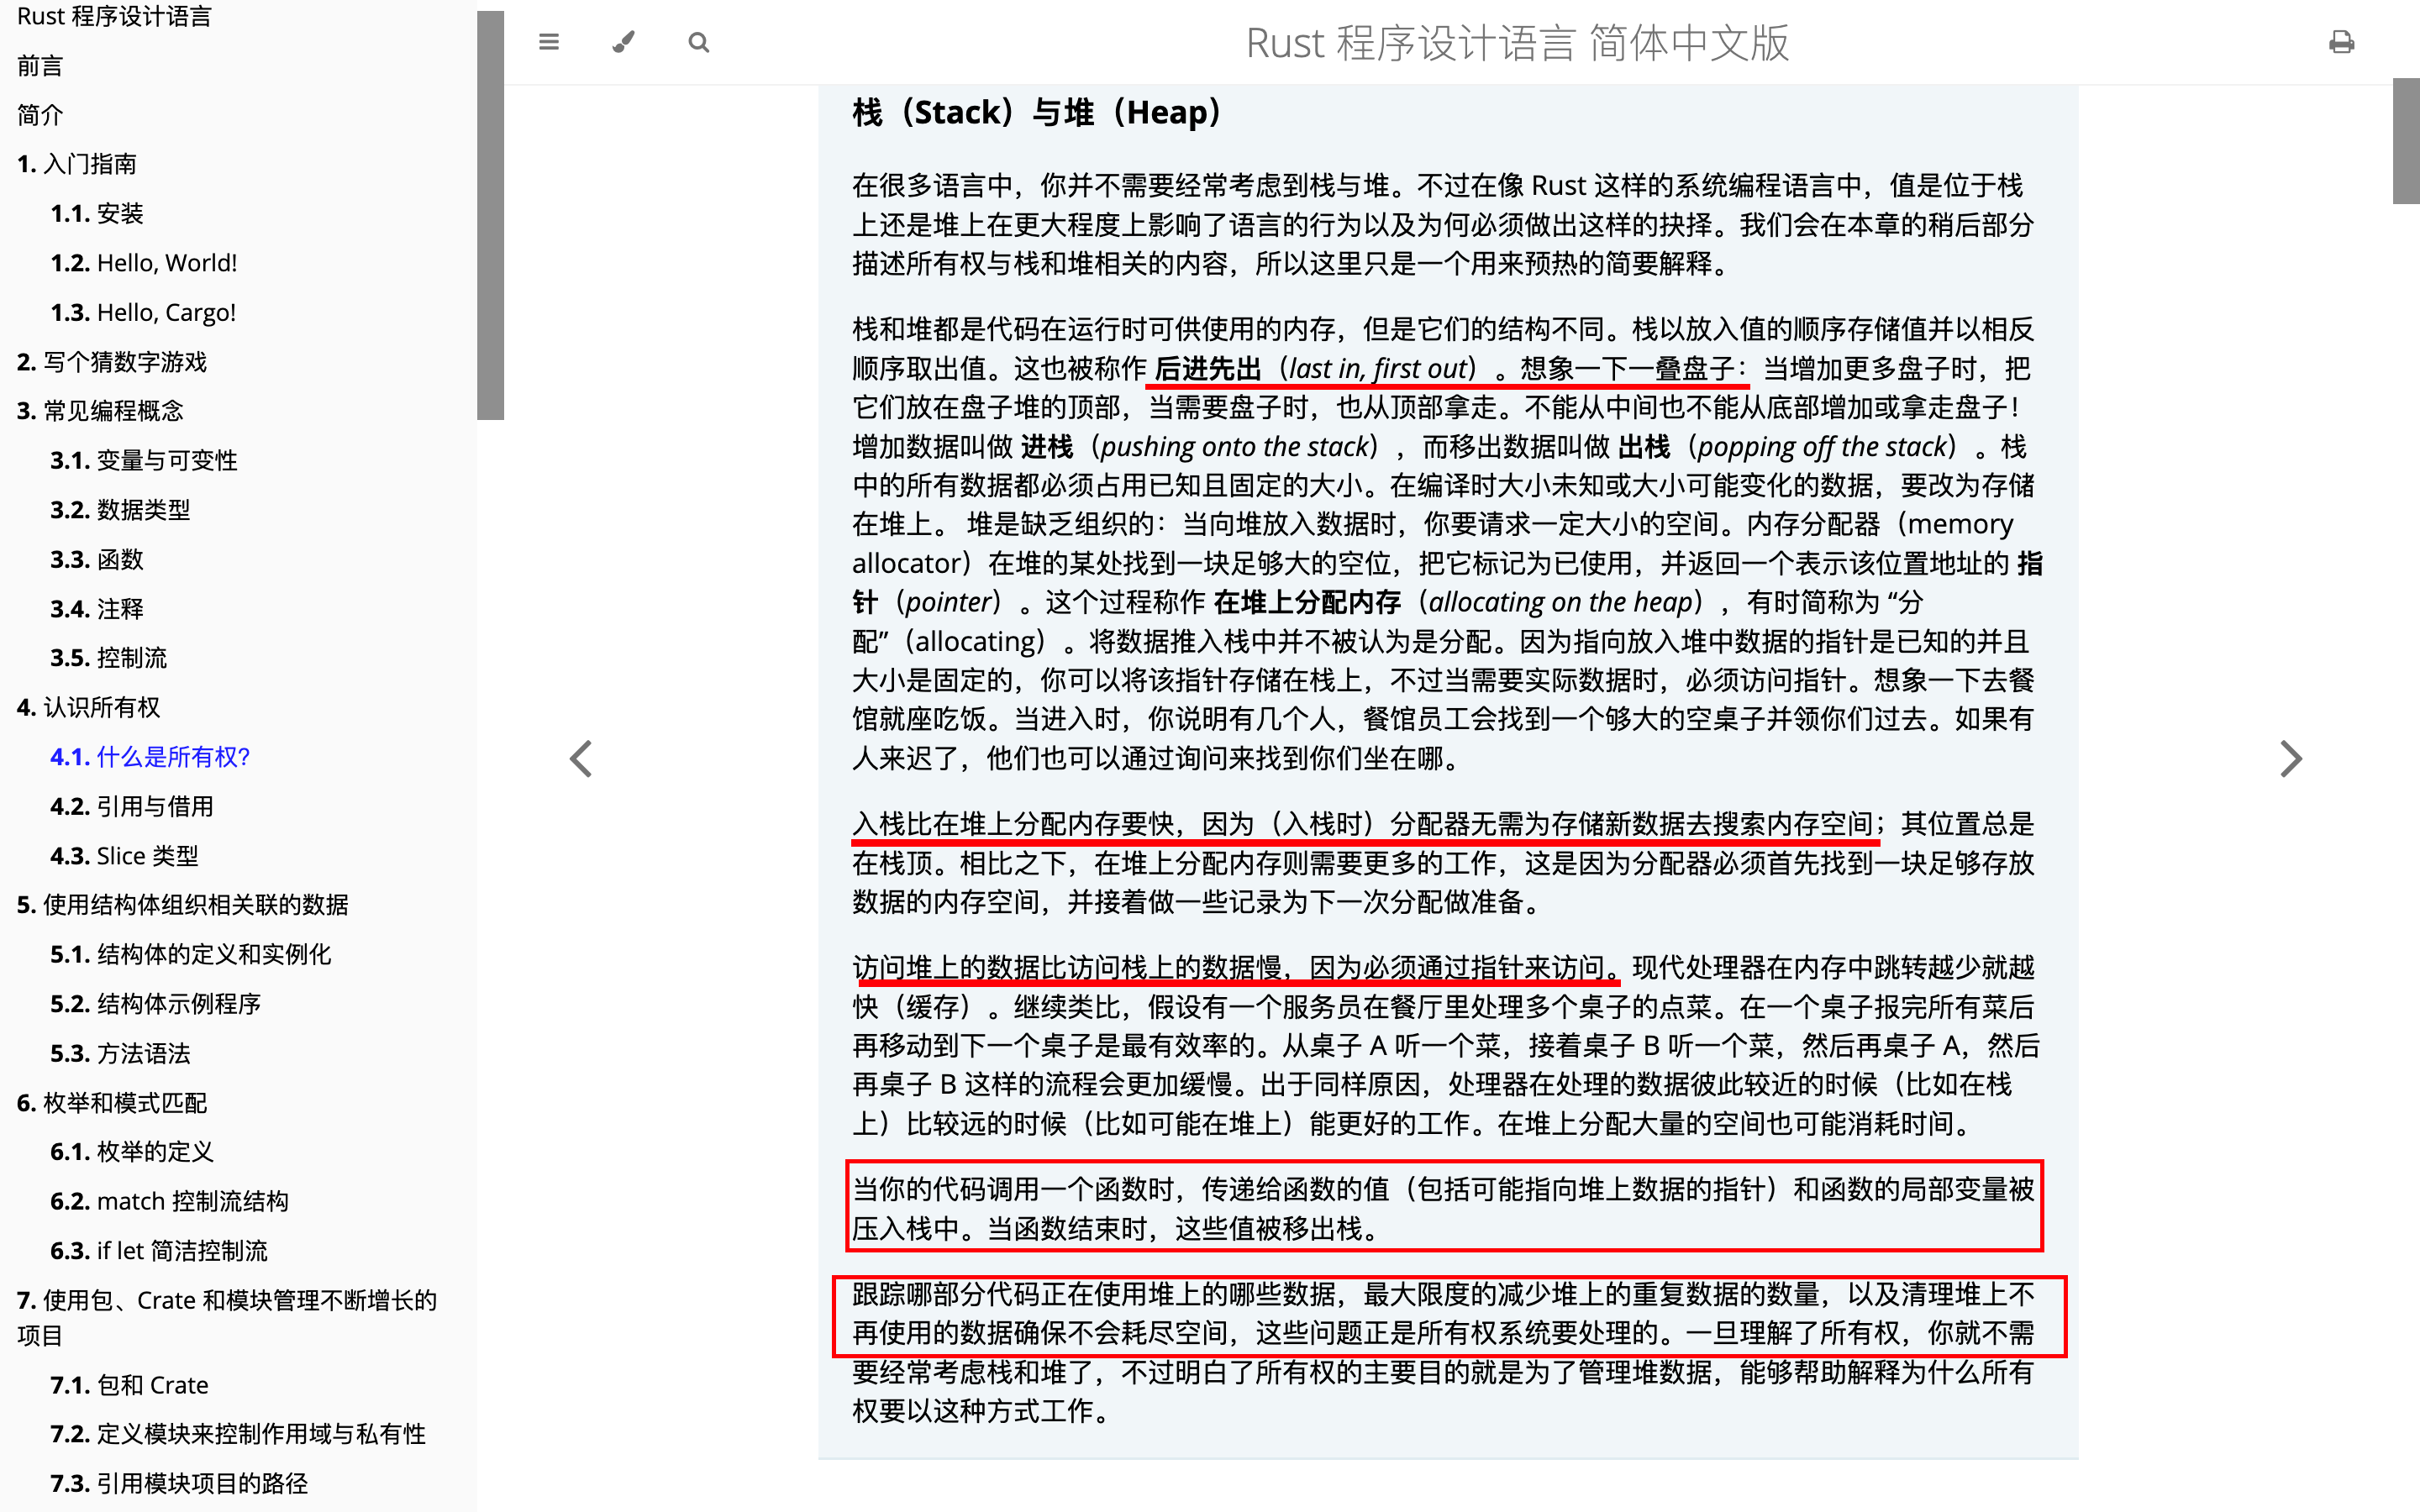 Rust 程序设计语言
前言
简介
1. 入门指南
1.1. 安装
1.2. Hello, World!
1.3. Hello, Cargo!
2. 写个猜数字游戏
3. 常见编程概念
3.1. 变量与可变性
3.2. 数据类型
3.3. 函数
3.4. 注释
3.5. 控制流
4. 认识所有权
4.1. 什么是所有权?
4.2. 引用与借用
4.3. Slice 类型
5. 使用结构体组织相关联的数据
5.1. 结构体的定义和实例化
5.2. 结构体示例程序
5.3. 方法语法
6. 枚举和模式匹配
6.1. 枚举的定义
6.2. match 控制流结构
6.3. if let 简洁控制流
7. 使用包、Crate 和模块管理不断增长的
项目
7.1. 包和 Crate
7.2. 定义模块来控制作用域与私有性
7.3. 引用模块项目的路径
Rust 程序设计语言 简体中文版
栈（Stack）与堆（Heap）
在很多语言中，你并不需要经常考虑到栈与堆。不过在像 Rust 这样的系统编程语言中，值是位于栈
上还是堆上在更大程度上影响了语言的行为以及为何必须做出这样的抉择。我们会在本章的稍后部分
描述所有权与栈和堆相关的内容，所以这里只是一个用来预热的简要解释。
栈和堆都是代码在运行时可供使用的内存，但是它们的结构不同。栈以放入值的顺序存储值并以相反
顺序取出值。这也被称作 后进先出（last in, first out）。想象一下一叠盘子：当增加更多盘子时，把
它们放在盘子堆的顶部，当需要盘子时，也从顶部拿走。不能从中间也不能从底部增加或拿走盘子！
增加数据叫做 进栈（pushing onto the stack），而移出数据叫做 出栈（popping off the stack）。栈
中的所有数据都必须占用已知且固定的大小。在编译时大小未知或大小可能变化的数据，要改为存储
在堆上。 堆是缺乏组织的：当向堆放入数据时，你要请求一定大小的空间。内存分配器（memory
allocator）在堆的某处找到一块足够大的空位，把它标记为已使用，并返回一个表示该位置地址的 指
针（pointer）。这个过程称作 在堆上分配内存（allocating on the heap），有时简称为 “分
配”（allocating）。将数据推入栈中并不被认为是分配。因为指向放入堆中数据的指针是已知的并且
大小是固定的，你可以将该指针存储在栈上，不过当需要实际数据时，必须访问指针。想象一下去餐
馆就座吃饭。当进入时，你说明有几个人，餐馆员工会找到一个够大的空桌子并领你们过去。如果有
人来迟了，他们也可以通过询问来找到你们坐在哪。
入栈比在堆上分配内存要快，因为（入栈时）分配器无需为存储新数据去搜索内存空间；其位置总是
在栈顶。相比之下，在堆上分配内存则需要更多的工作，这是因为分配器必须首先找到一块足够存放
数据的内存空间，并接着做一些记录为下一次分配做准备。
访问堆上的数据比访问栈上的数据慢，因为必须通过指针来访问。现代处理器在内存中跳转越少就越
快（缓存）。继续类比，假设有一个服务员在餐厅里处理多个桌子的点菜。在一个桌子报完所有菜后
再移动到下一个桌子是最有效率的。从桌子 A 听一个菜，接着桌子 B 听一个菜，然后再桌子 A，然后
再桌子 B 这样的流程会更加缓慢。出于同样原因，处理器在处理的数据彼此较近的时候（比如在栈
上）比较远的时候（比如可能在堆上）能更好的工作。在堆上分配大量的空间也可能消耗时间。
当你的代码调用一个函数时，传递给函数的值（包括可能指向堆上数据的指针）和函数的局部变量被
压入栈中。当函数结束时，这些值被移出栈。
跟踪哪部分代码正在使用堆上的哪些数据，最大限度的减少堆上的重复数据的数量，以及清理堆上不
再使用的数据确保不会耗尽空间，这些问题正是所有权系统要处理的。一旦理解了所有权，你就不需
要经常考虑栈和堆了，不过明白了所有权的主要目的就是为了管理堆数据，能够帮助解释为什么所有
权要以这种方式工作。